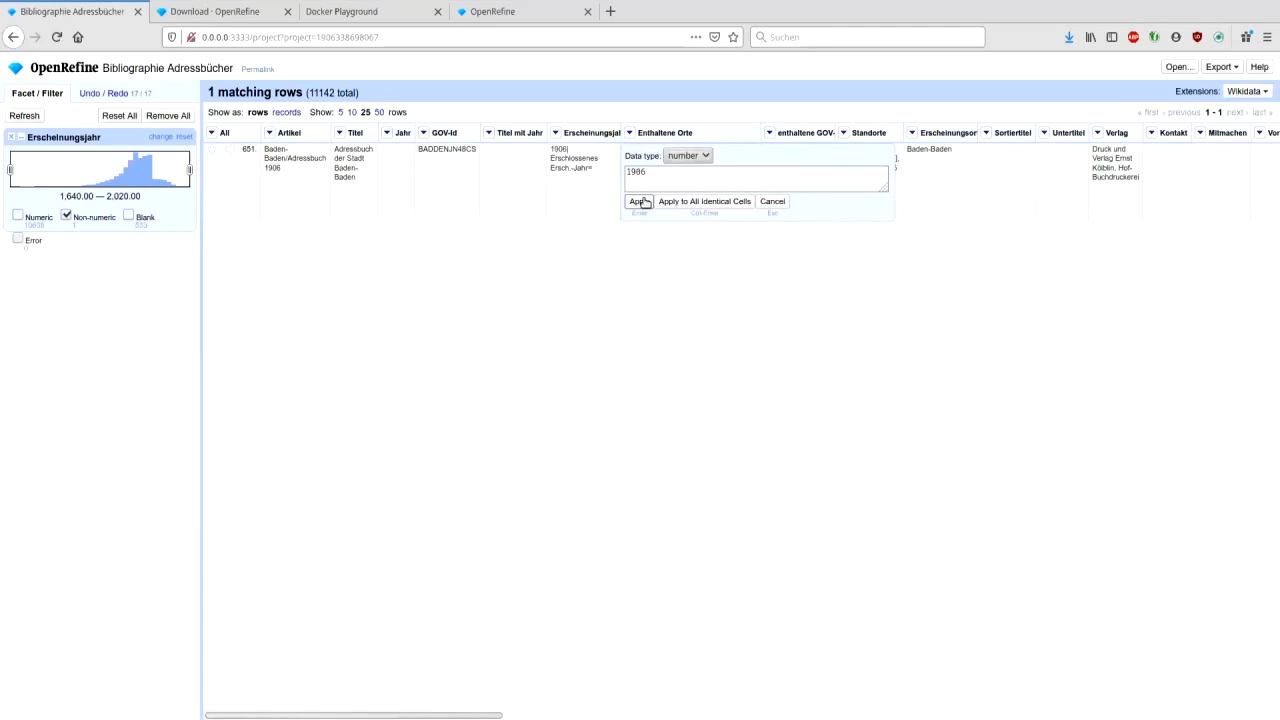 Bibliographie Adressbücher
Download · OpenRefine
Docker Playground
OpenRefine
0.0.0.0:3333/project?project=1906338698067
Suchen
OpenRefine Bibliographie Adressbücher Permalink
Open... Export Help
Facet / Filter Undo / Redo 17 / 17
1 matching rows (11142 total)
Extensions: Wikidata
Refresh Reset All Remove All
Show as: rows records Show: 5 10 25 50 rows
« first ‹ previous 1 - 1 next › last »
Erscheinungsjahr change reset
1,640.00 — 2,020.00
Numeric Non-numeric Blank
1
Error
0
All Artikel Titel Jahr GOV-Id Titel mit Jahr Erscheinungsjal Enthaltene Orte enthaltene GOV- Standorte Erscheinungsor Sortiertitel Untertitel Verlag Kontakt Mitmachen Vor
651.
Baden-
Baden/Adressbuch
1906
Adressbuch
der Stadt
Baden-
Baden
BADDENJN48CS
1906|
Erschlossenes
Ersch.-Jahr=
Data type: number
1906
Apply to All Identical Cells Cancel
Enter Ctrl-Enter Esc
Baden-Baden
Druck und
Verlag Ernst
Kölblin, Hof-
Buchdruckerei